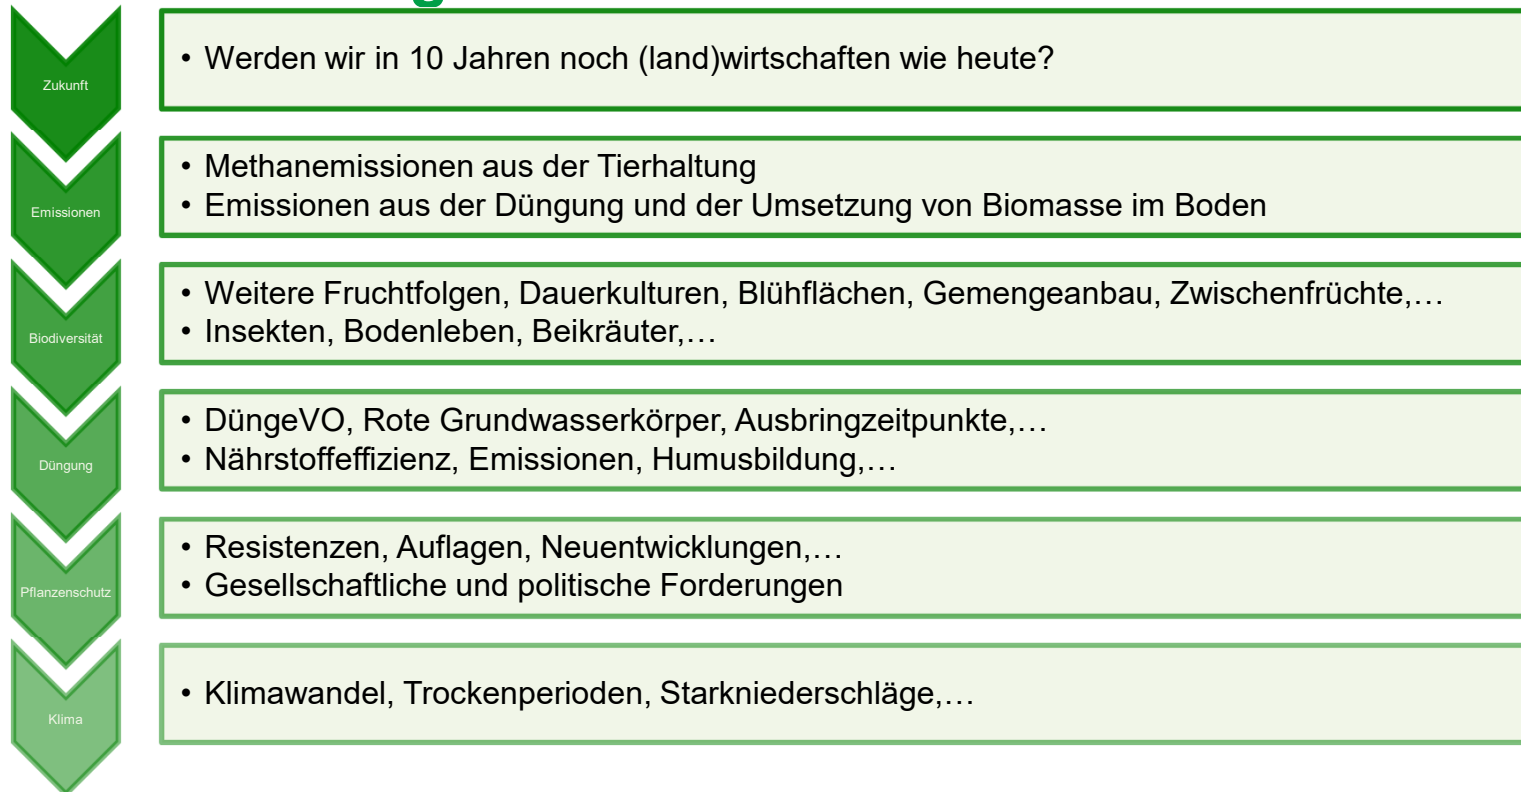 Zukunft
• Werden wir in 10 Jahren noch (land)wirtschaften wie heute?
Emissionen
• Methanemissionen aus der Tierhaltung
• Emissionen aus der Düngung und der Umsetzung von Biomasse im Boden
Biodiversität
• Weitere Fruchtfolgen, Dauerkulturen, Blühflächen, Gemengeanbau, Zwischenfrüchte,…
• Insekten, Bodenleben, Beikräuter,…
Düngung
• DüngeVO, Rote Grundwasserkörper, Ausbringzeitpunkte,…
• Nährstoffeffizienz, Emissionen, Humusbildung,…
Pflanzenschutz
• Resistenzen, Auflagen, Neuentwicklungen,…
• Gesellschaftliche und politische Forderungen
Klima
• Klimawandel, Trockenperioden, Starkniederschläge,…